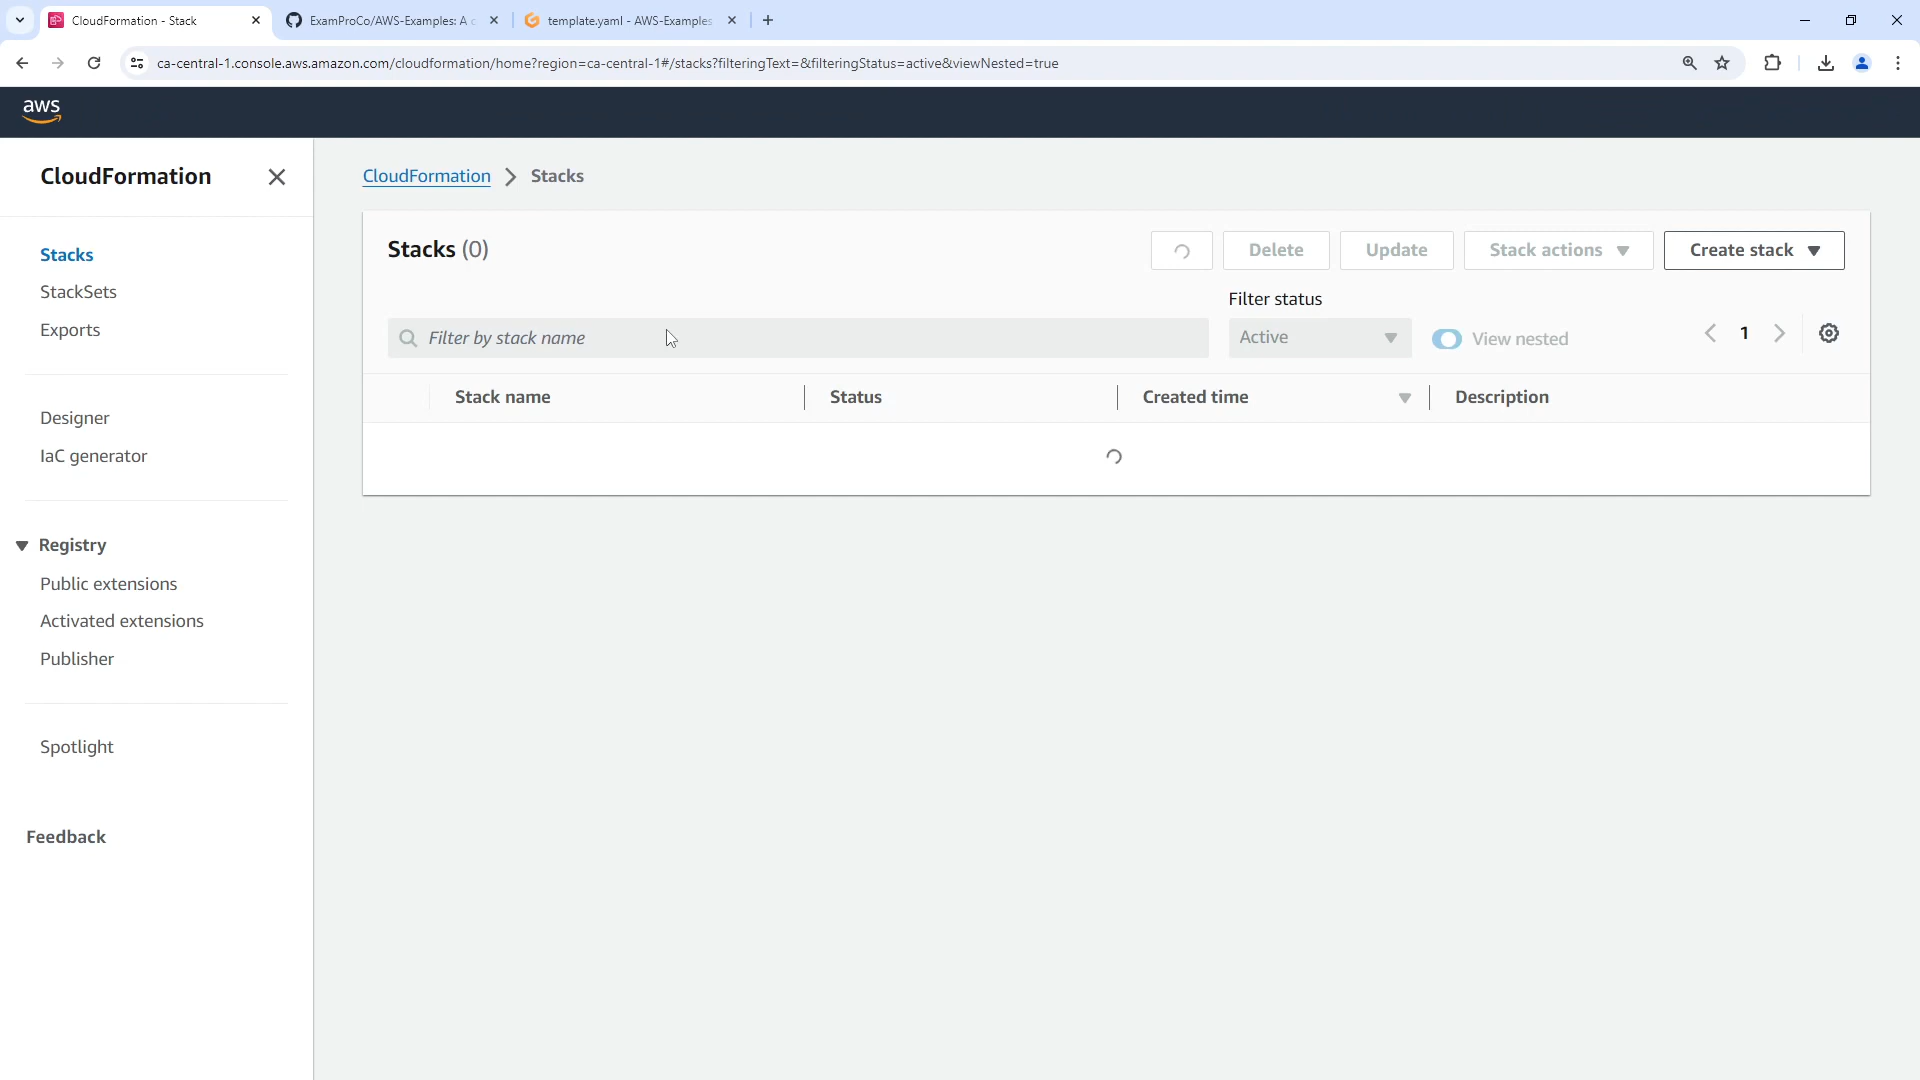 CloudFormation - Stack
ExamProCo/AWS-Examples: A c
template.yaml - AWS-Examples
ca-central-1.console.aws.amazon.com/cloudformation/home?region=ca-central-1#/stacks?filteringText=&filteringStatus=active&viewNested=true
aws
CloudFormation
CloudFormation Stacks
Stacks (0)
Delete
Update
Stack actions
Create stack
Stacks
StackSets
Exports
Filter status
Filter by stack name
Active
View nested
1
Stack name
Status
Created time
Description
Designer
IaC generator
Registry
Public extensions
Activated extensions
Publisher
Spotlight
Feedback